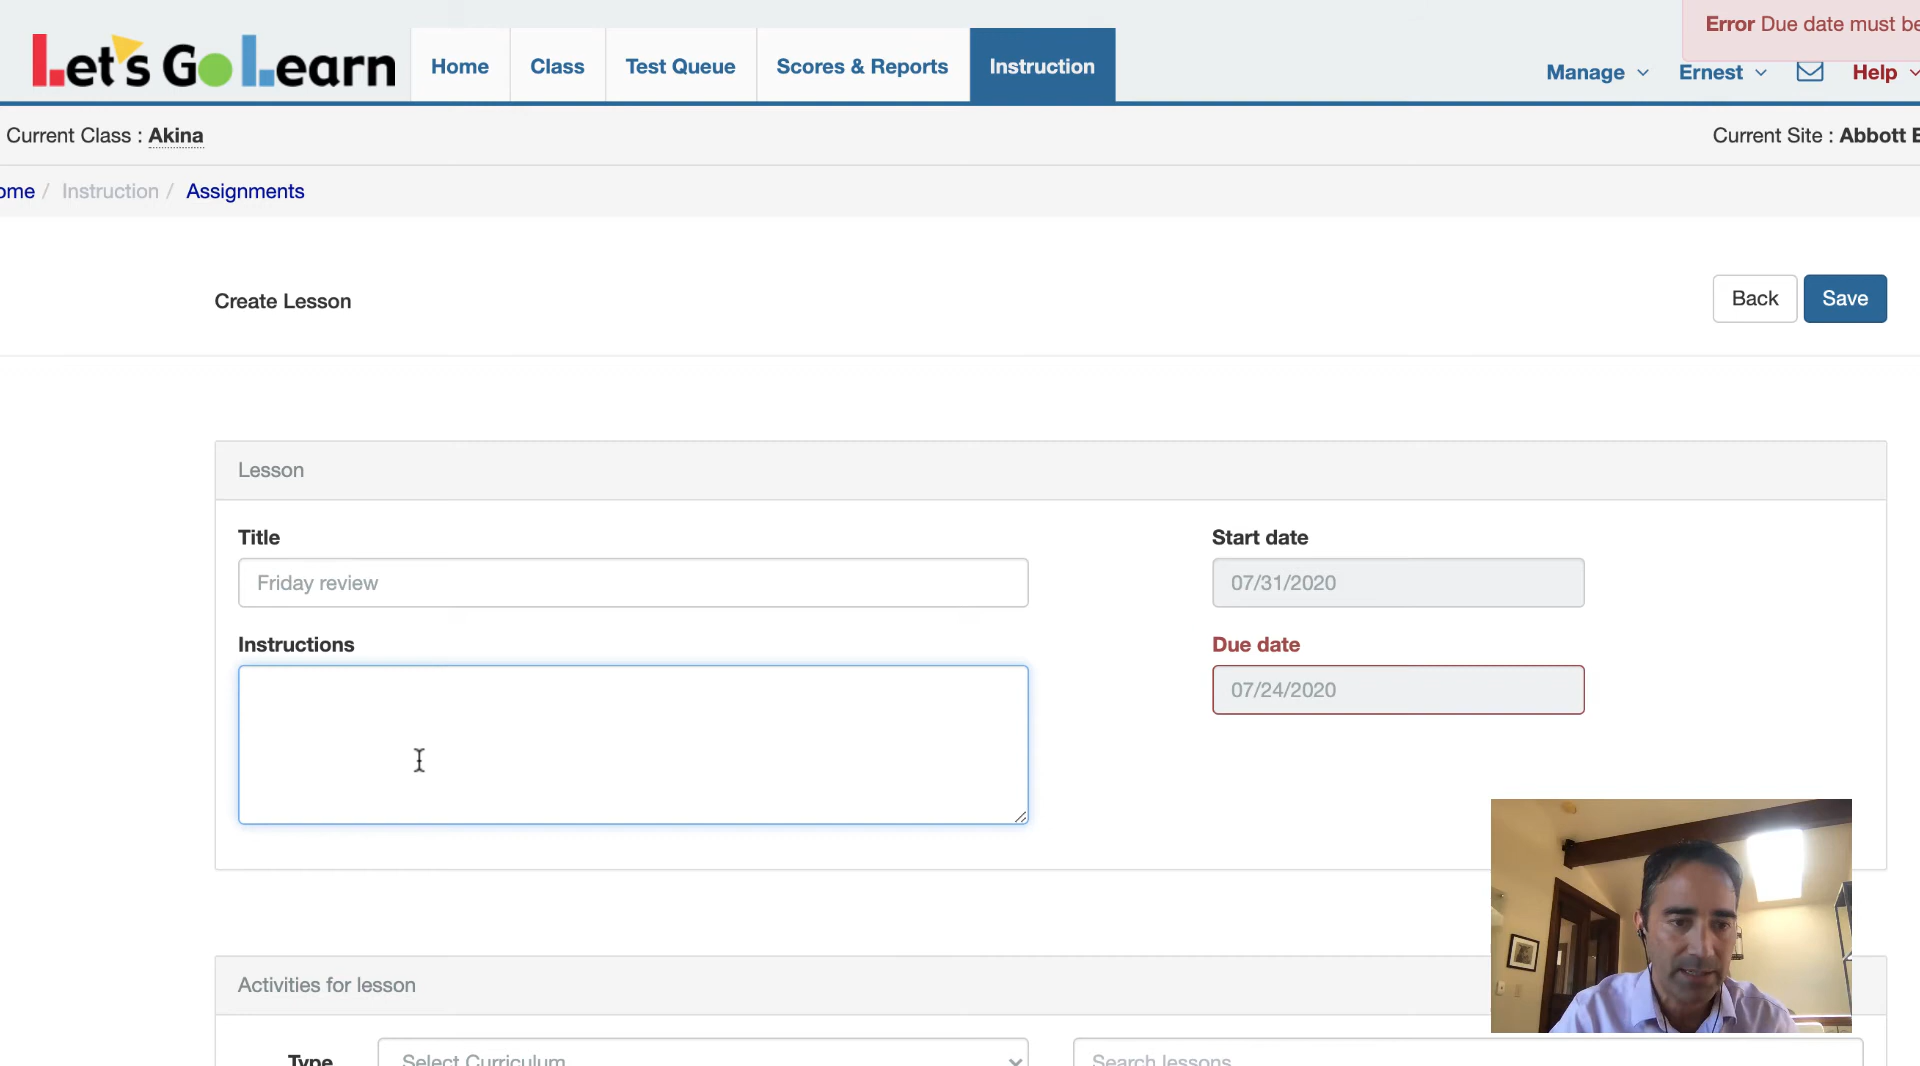 Error Due date must be
Let's Go Learn
Home
Class
Test Queue
Scores & Reports
Instruction
Manage
Ernest
Help
Current Class : Akina
Current Site : Abbott E
ome / Instruction / Assignments
Create Lesson
Back
Save
Lesson
Title
Start date
Friday review
07/31/2020
Instructions
Due date
07/24/2020
Activities for lesson
Type
Select Curriculum
Search lessons